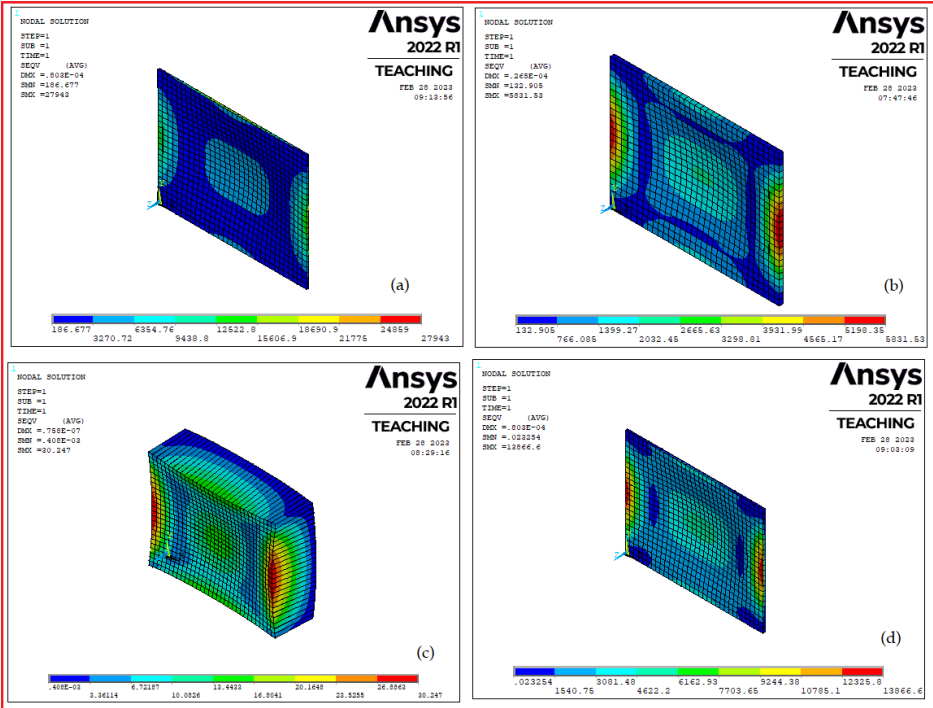 1
NODAL SOLUTION
STEP=1
SUB =1
TIME=1
SEQV (AVG)
DMX =.803E-04
SMN =186.677
SMX =27943
Ansys
2022 R1
TEACHING
FEB 28 2023
09:13:56
Z
(a)
186.677 6354.76 12522.8 18690.9 24859
3270.72 9438.8 15606.9 21775 27943
1
NODAL SOLUTION
STEP=1
SUB =1
TIME=1
SEQV (AVG)
DMX =.265E-04
SMN =132.905
SMX =5831.53
Ansys
2022 R1
TEACHING
FEB 28 2023
07:47:46
Z
(b)
132.905 1399.27 2665.63 3931.99 5198.35
766.085 2032.45 3298.81 4565.17 5831.53
1
NODAL SOLUTION
STEP=1
SUB =1
TIME=1
SEQV (AVG)
DMX =.758E-07
SMN =.408E-03
SMX =30.247
Ansys
2022 R1
TEACHING
FEB 28 2023
08:29:16
(c)
.408E-03 6.72187 13.4433 20.1648 26.8863
3.36114 10.0826 16.8041 23.5255 30.247
1
NODAL SOLUTION
STEP=1
SUB =1
TIME=1
SEQV (AVG)
DMX =.803E-04
SMN =.023254
SMX =13866.6
Ansys
2022 R1
TEACHING
FEB 28 2023
09:03:09
Z
(d)
.023254 3081.48 6162.93 9244.38 12325.8
1540.75 4622.2 7703.65 10785.1 13866.6